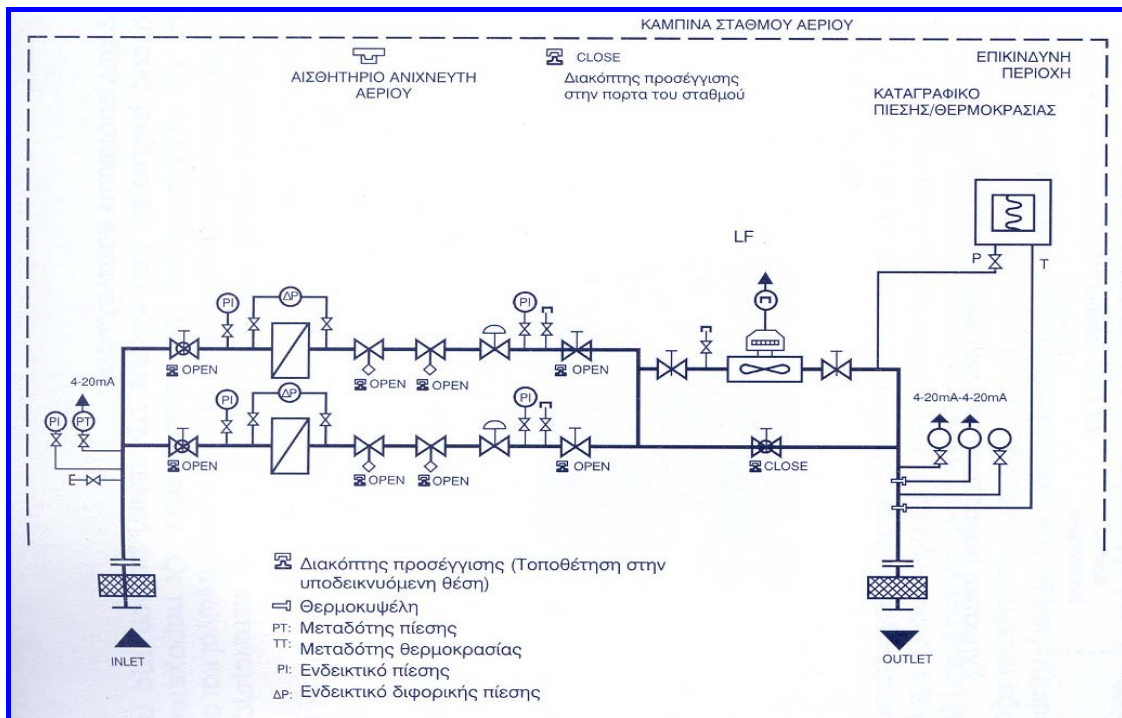 ΚΑΜΠΙΝΑ ΣΤΑΘΜΟΥ ΑΕΡΙΟΥ
ΑΙΣΘΗΤΗΡΙΟ ΑΝΙΧΝΕΥΤΗ
ΑΕΡΙΟΥ
CLOSE
Διακόπτης προσέγγισης
στην πορτα του σταθμού
ΕΠΙΚΙΝΔΥΝΗ
ΠΕΡΙΟΧΗ
ΚΑΤΑΓΡΑΦΙΚΟ
ΠΙΕΣΗΣ/ΘΕΡΜΟΚΡΑΣΙΑΣ
LF
P
T
PI
ΔP
PI
OPEN
OPEN
OPEN
OPEN
4-20mA
PI
PT
PI
ΔP
PI
4-20mA-4-20mA
OPEN
OPEN
OPEN
OPEN
CLOSE
Διακόπτης προσέγγισης (Τοποθέτηση στην
υποδεικνυόμενη θέση)
Θερμοκυψέλη
PT: Μεταδότης πίεσης
TT: Μεταδότης θερμοκρασίας
PI: Ενδεικτικό πίεσης
ΔP: Ενδεικτικό διφορικής πίεσης
INLET
OUTLET